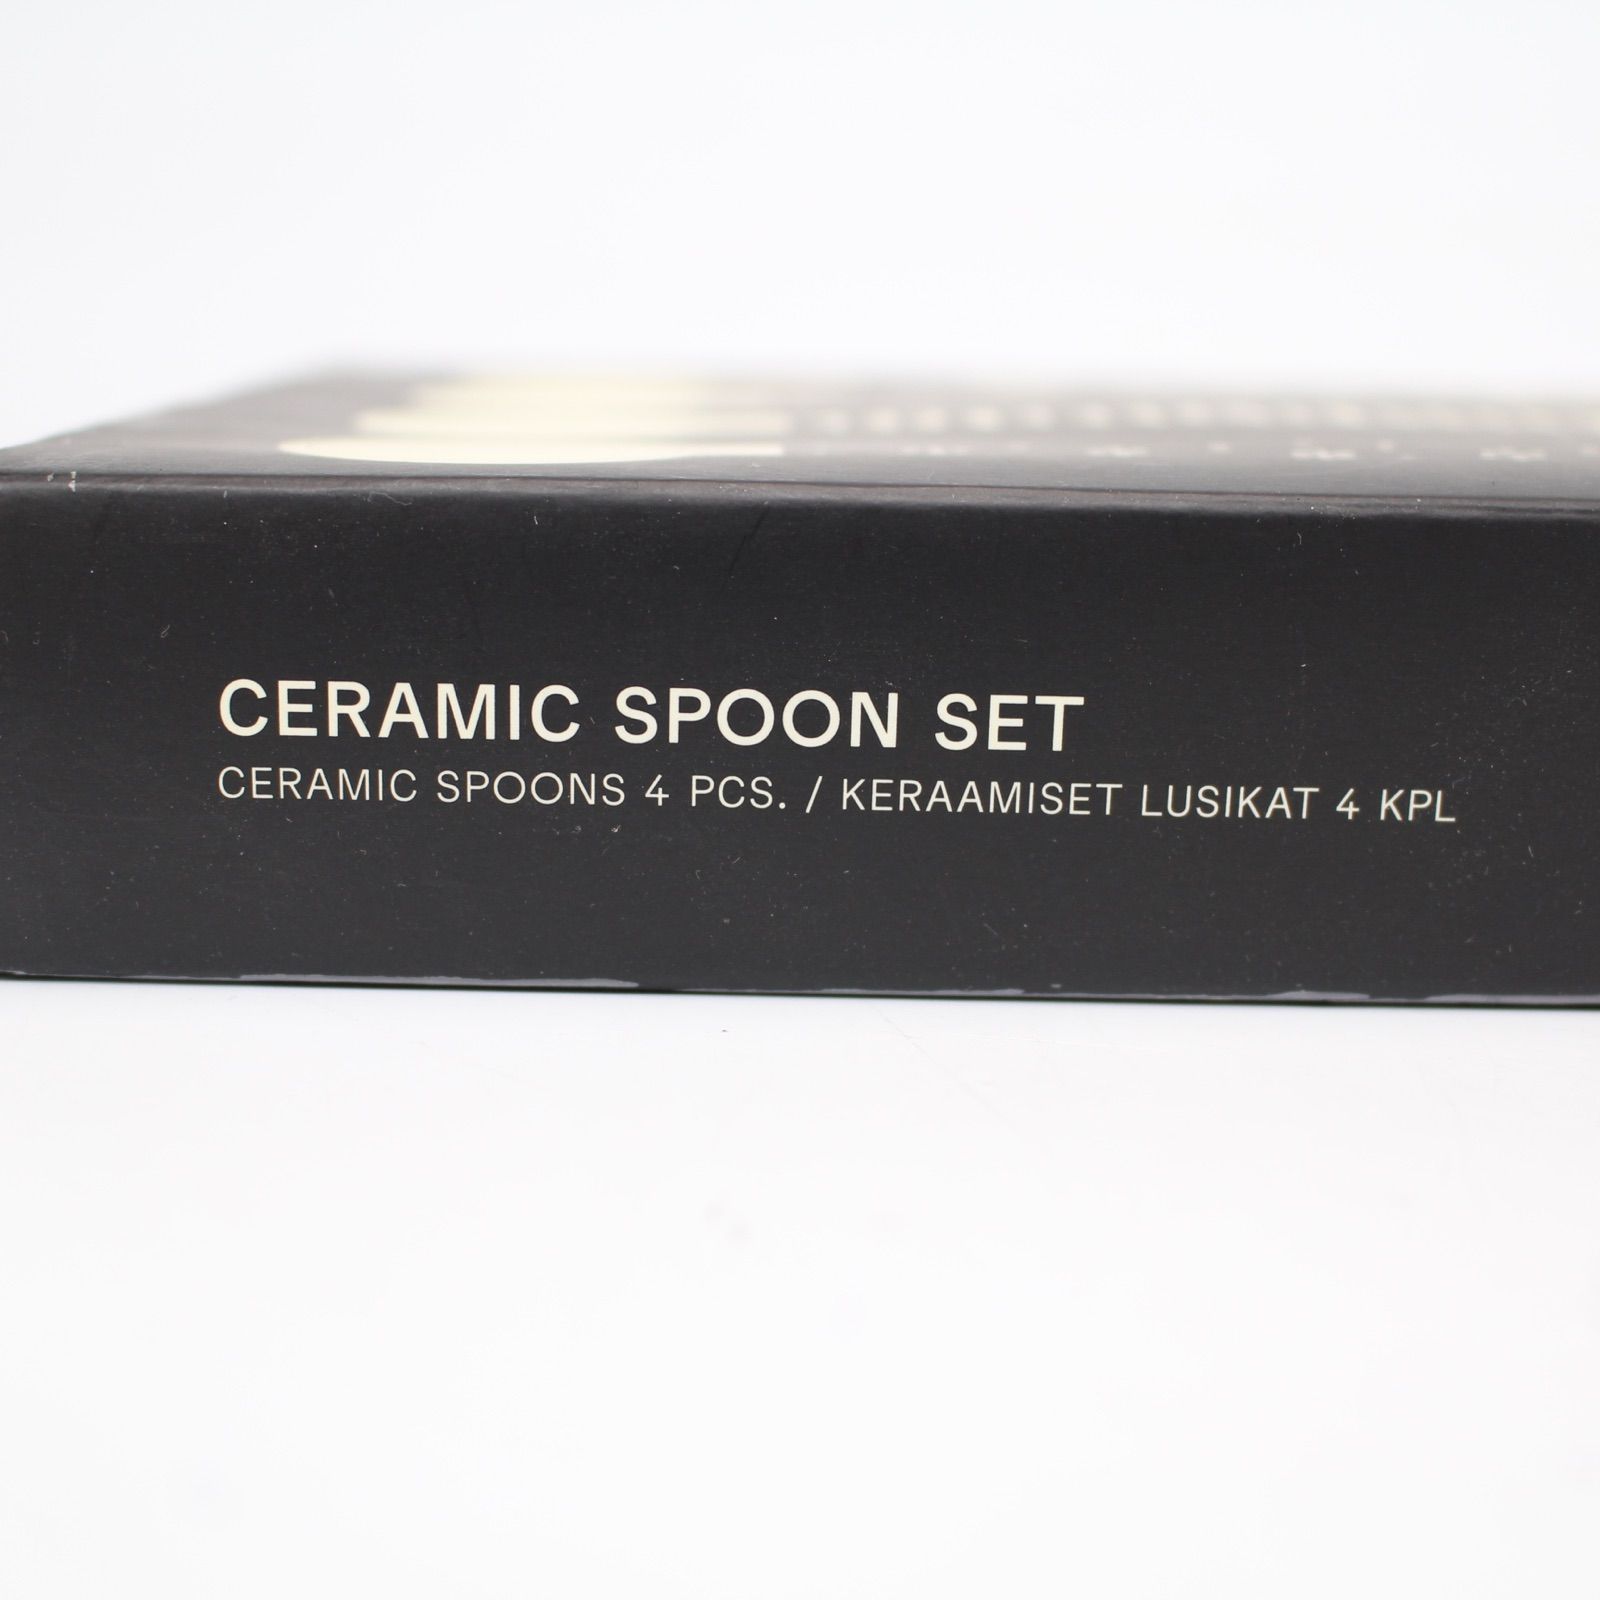 CERAMIC SPOON SET
CERAMIC SPOONS 4 PCS. / KERAAMISET LUSIKAT 4 KPL